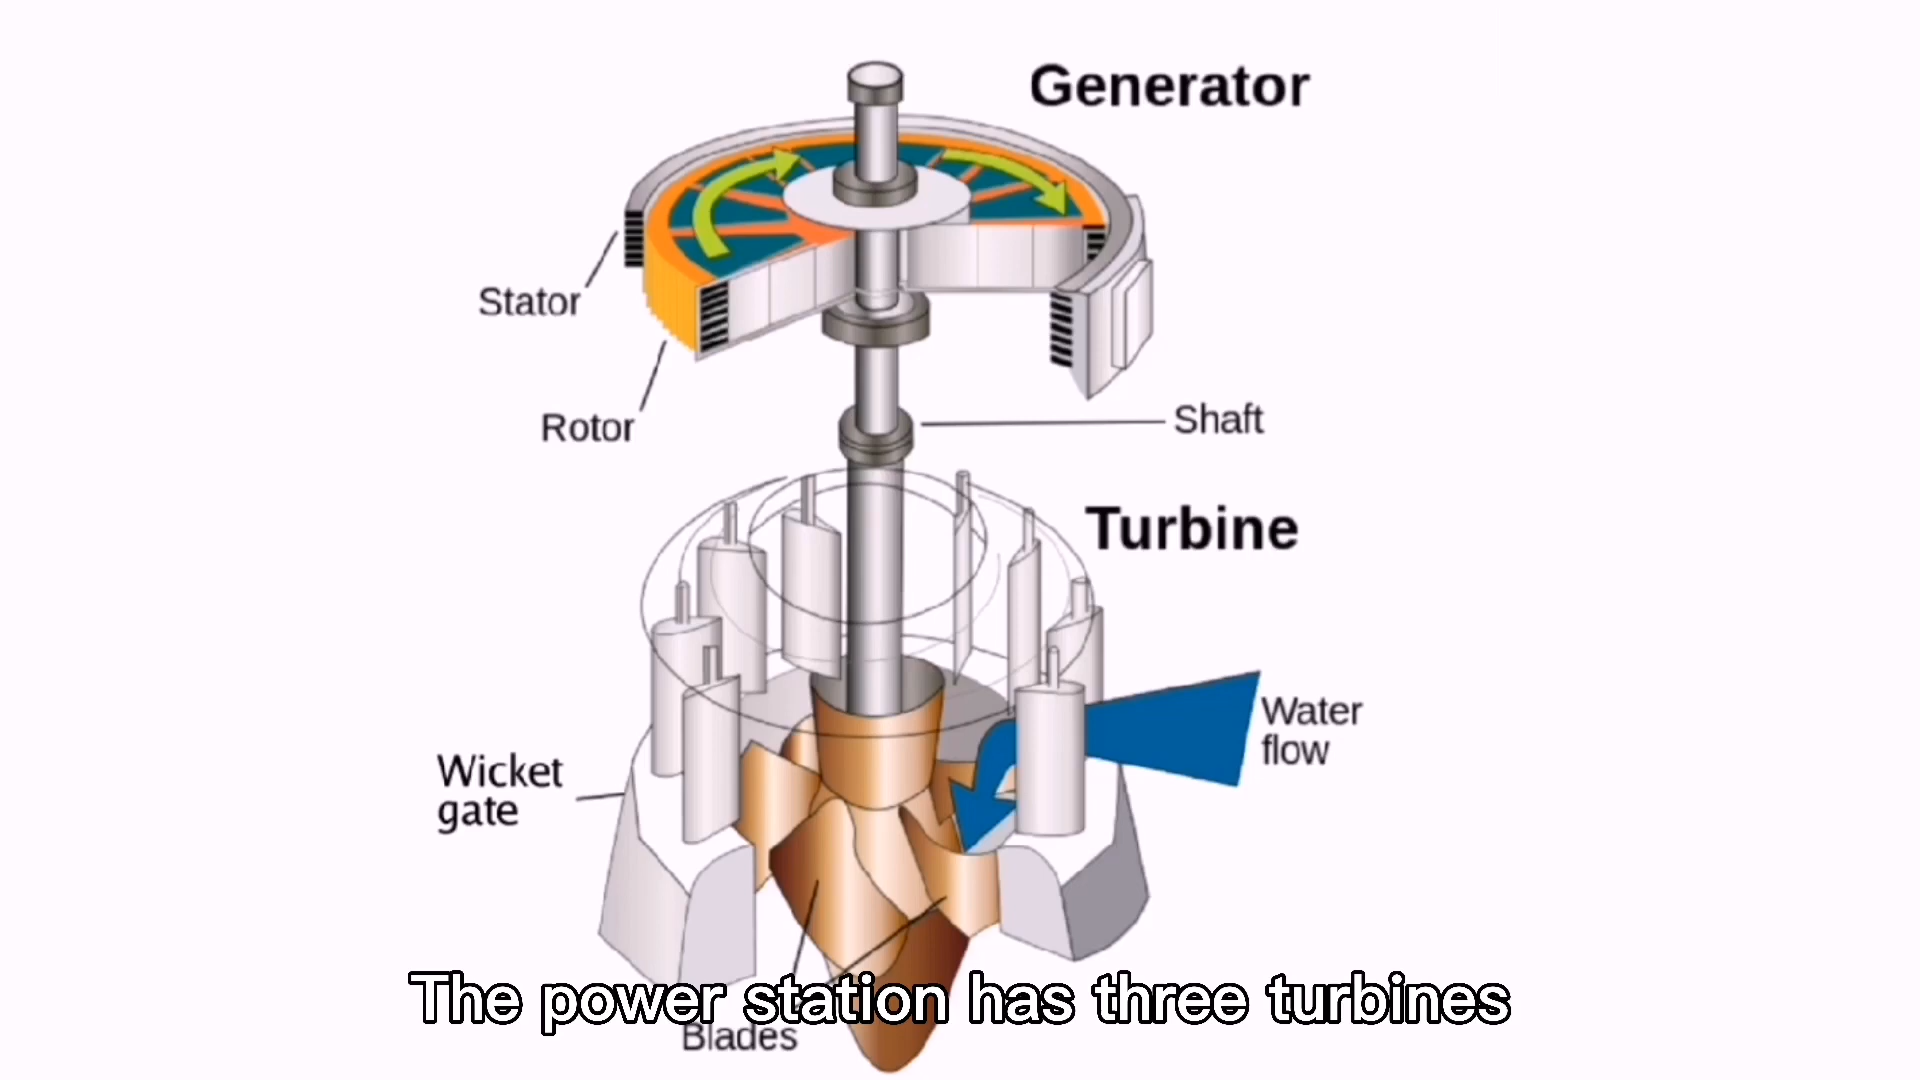 Generator
Stator
Rotor
Shaft
Turbine
Water
flow
Wicket
gate
The power station has three turbines
Blades